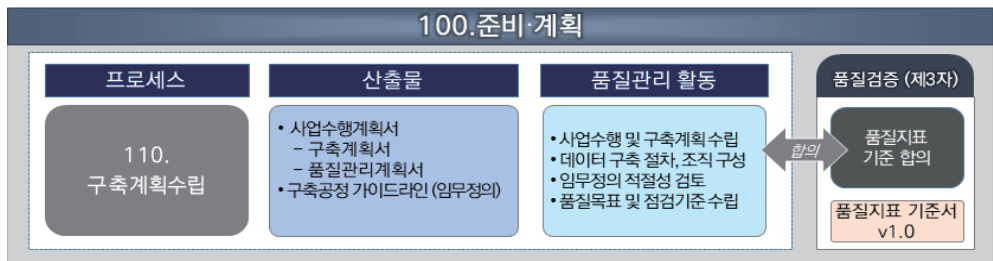 100.준비·계획
프로세스
110.
구축계획수립
산출물
• 사업수행계획서
– 구축계획서
– 품질관리계획서
• 구축공정 가이드라인 (임무정의)
품질관리 활동
• 사업수행 및 구축계획 수립
• 데이터 구축 절차, 조직 구성
• 임무정의 적절성 검토
• 품질목표 및 점검기준 수립
합의
품질검증 (제3자)
품질지표
기준 합의
품질지표 기준서
v1.0